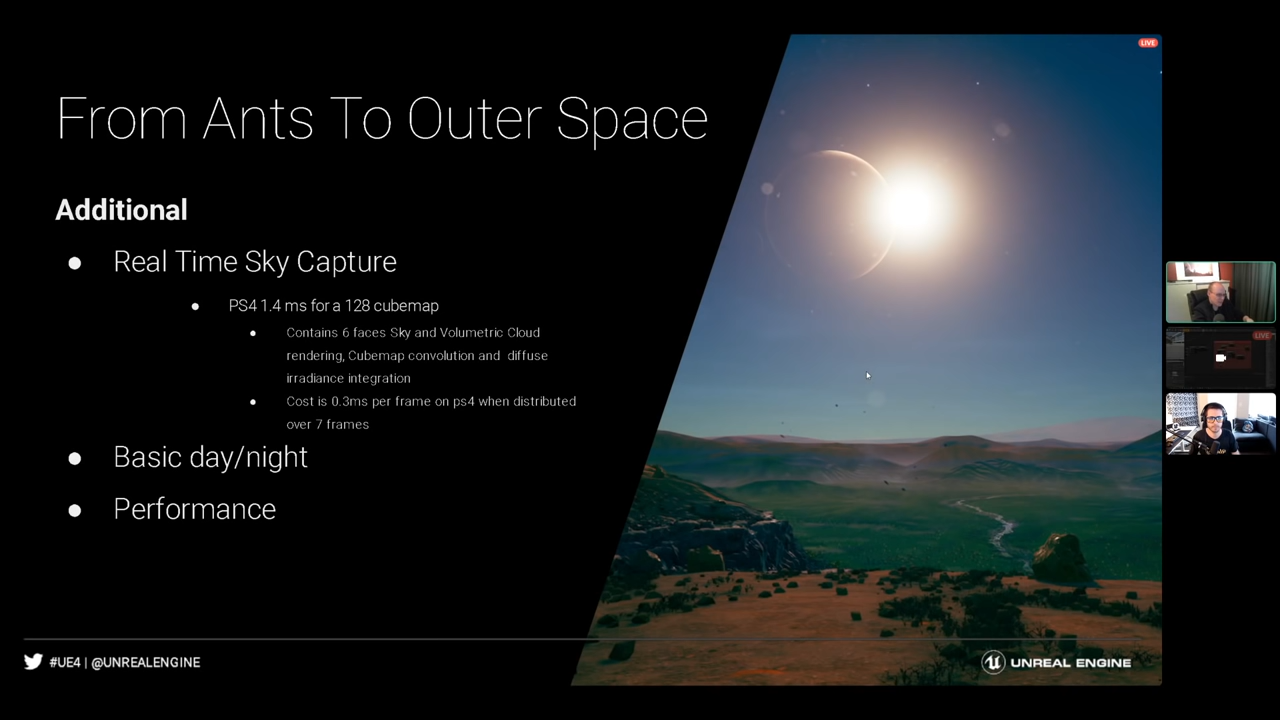 LIVE
From Ants To Outer Space
Additional
● Real Time Sky Capture
● PS4 1.4 ms for a 128 cubemap
● Contains 6 faces Sky and Volumetric Cloud
rendering, Cubemap convolution and diffuse
irradiance integration
● Cost is 0.3ms per frame on ps4 when distributed
over 7 frames
● Basic day/night
● Performance
LIVE
#UE4 | @UNREALENGINE
UNREAL ENGINE